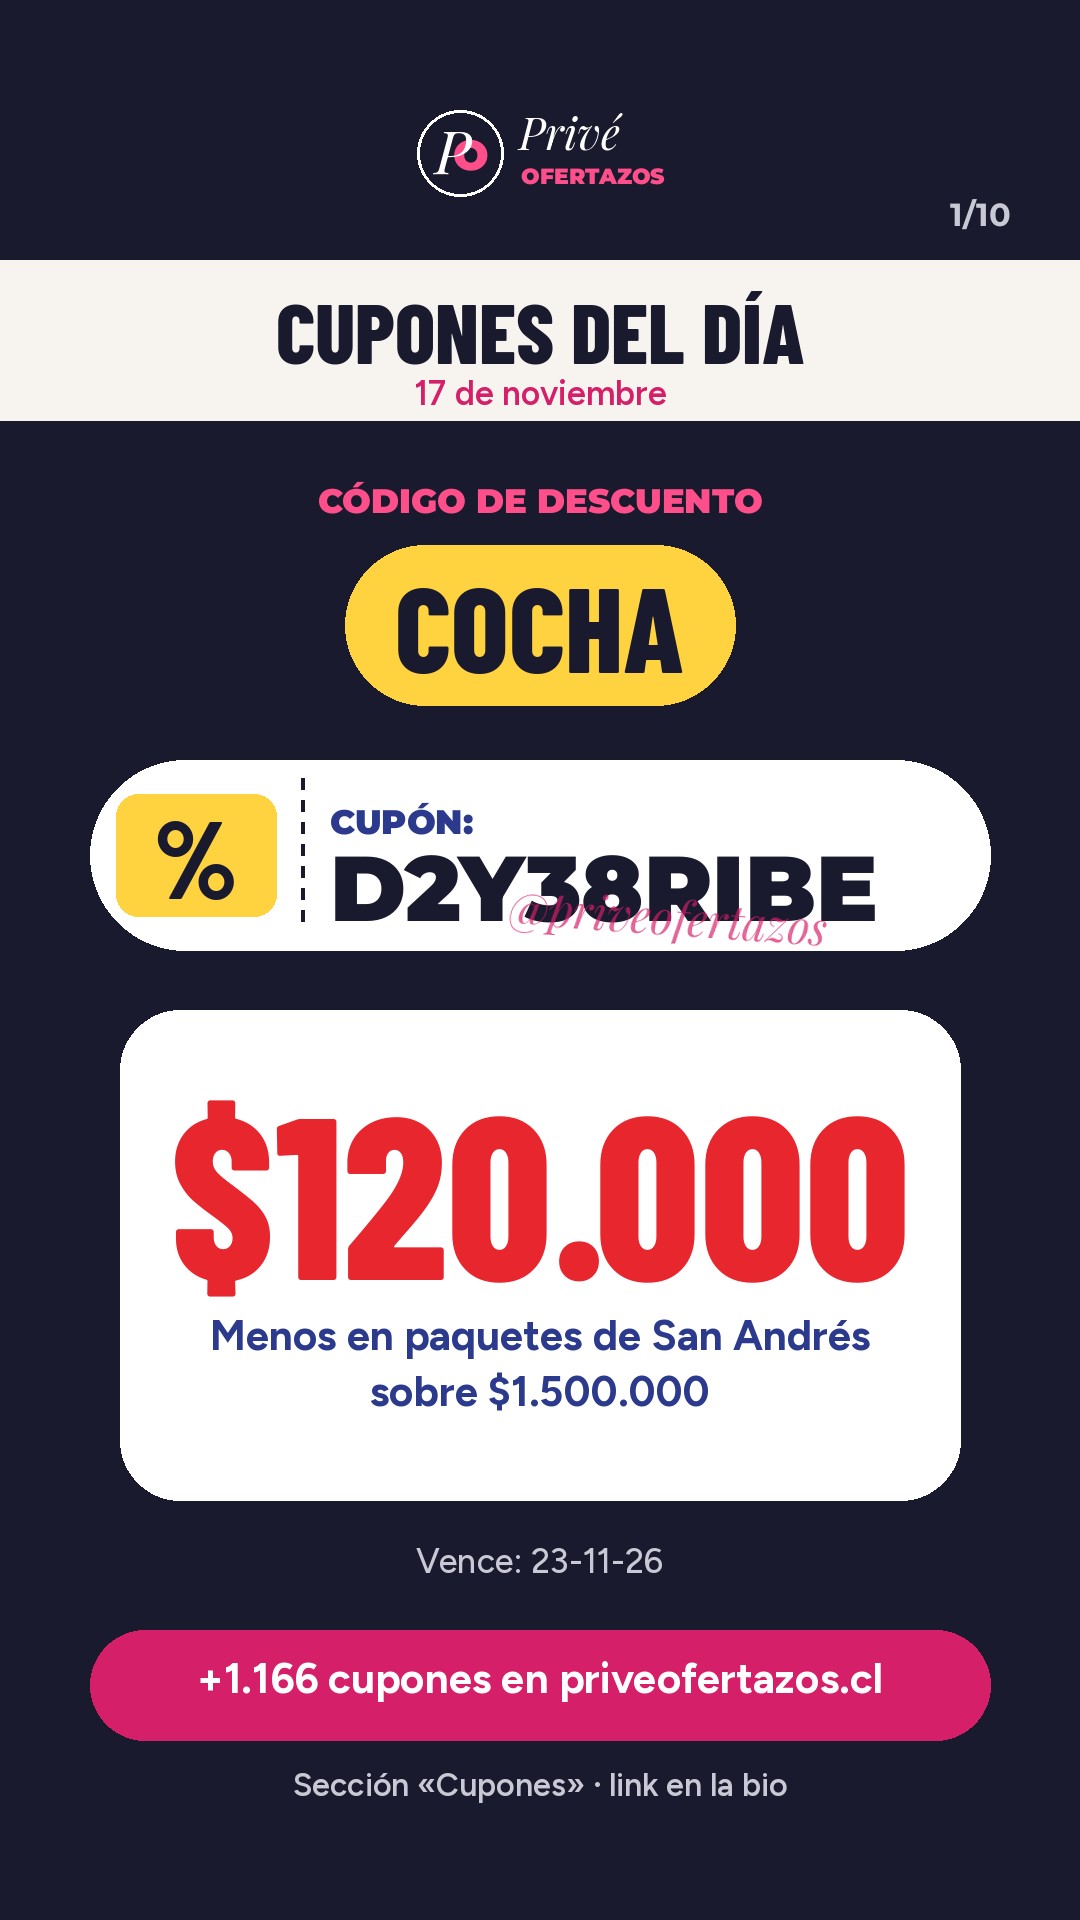 PO Privé
OFERTAZOS
1/10
CUPONES DEL DÍA
17 de noviembre
CÓDIGO DE DESCUENTO
COCHA
%
CUPÓN:
D2Y38RIBE
@priveofertazos
$120.000
Menos en paquetes de San Andrés
sobre $1.500.000
Vence: 23-11-26
+1.166 cupones en priveofertazos.cl
Sección «Cupones» · link en la bio